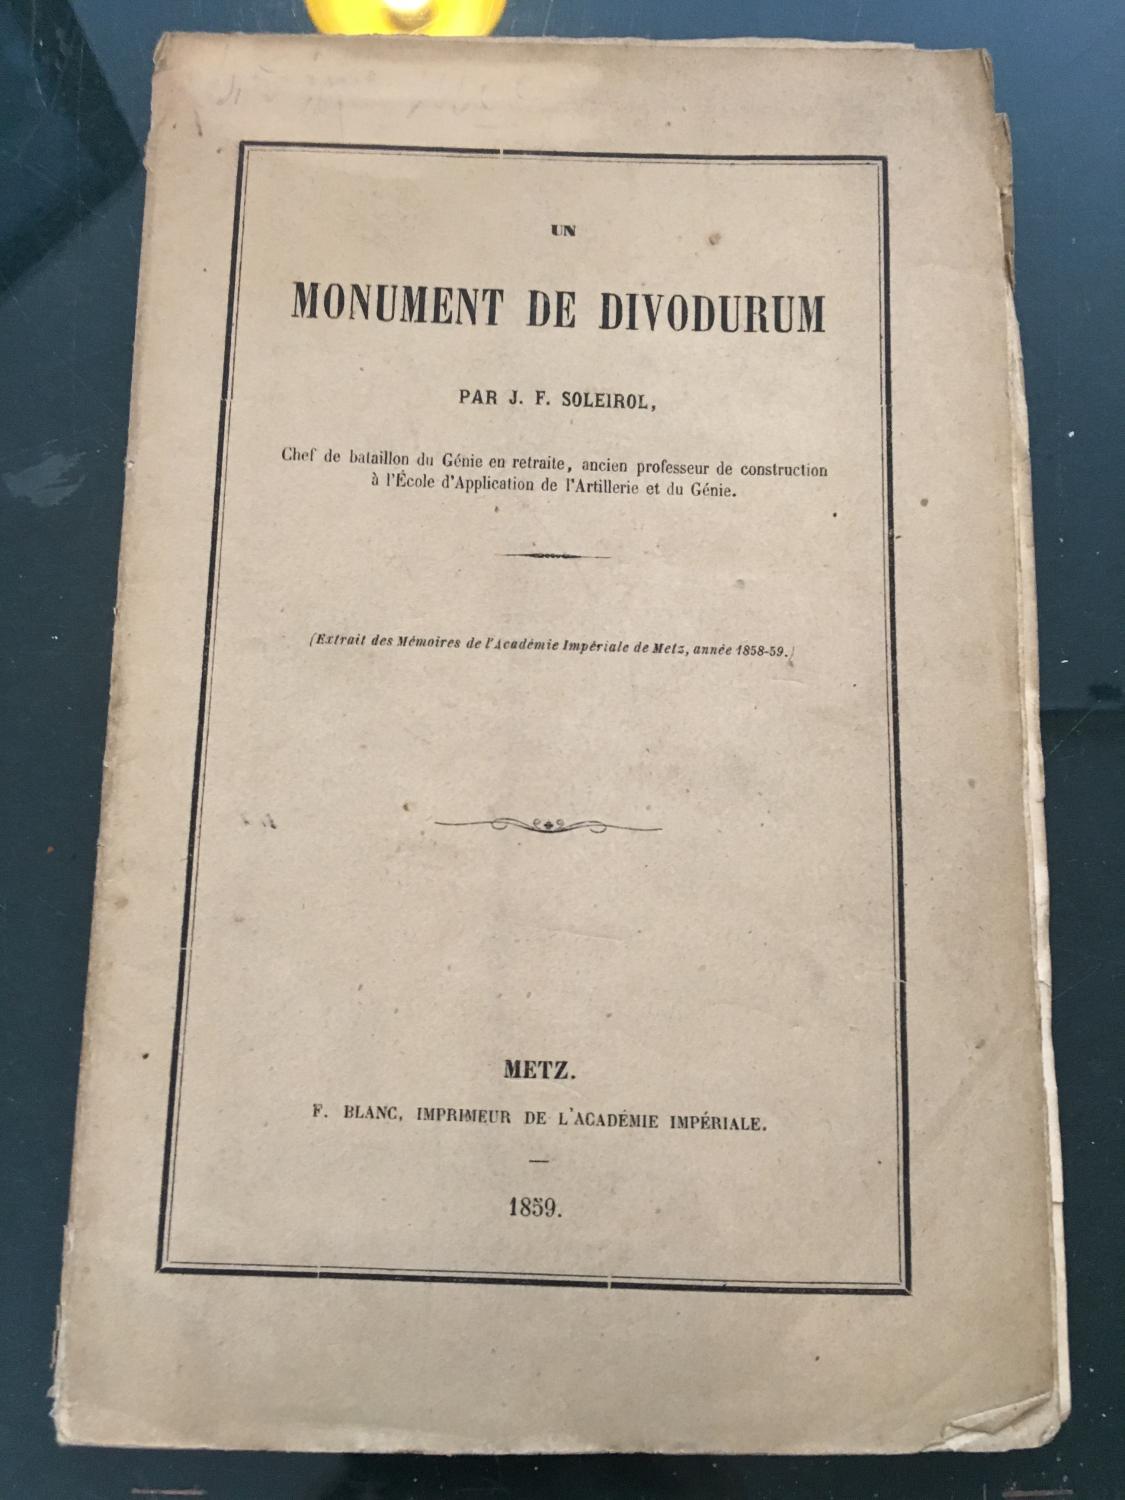 UN
MONUMENT DE DIVODURUM
PAR J. F. SOLEIROL,
Chef de bataillon du Génie en retraite, ancien professeur de construction
à l'École d'Application de l'Artillerie et du Génie.
(Extrait des Mémoires de l'Académie Impériale de Metz, année 1858-59.)
METZ.
F. BLANC, IMPRIMEUR DE L'ACADÉMIE IMPÉRIALE.
1859.